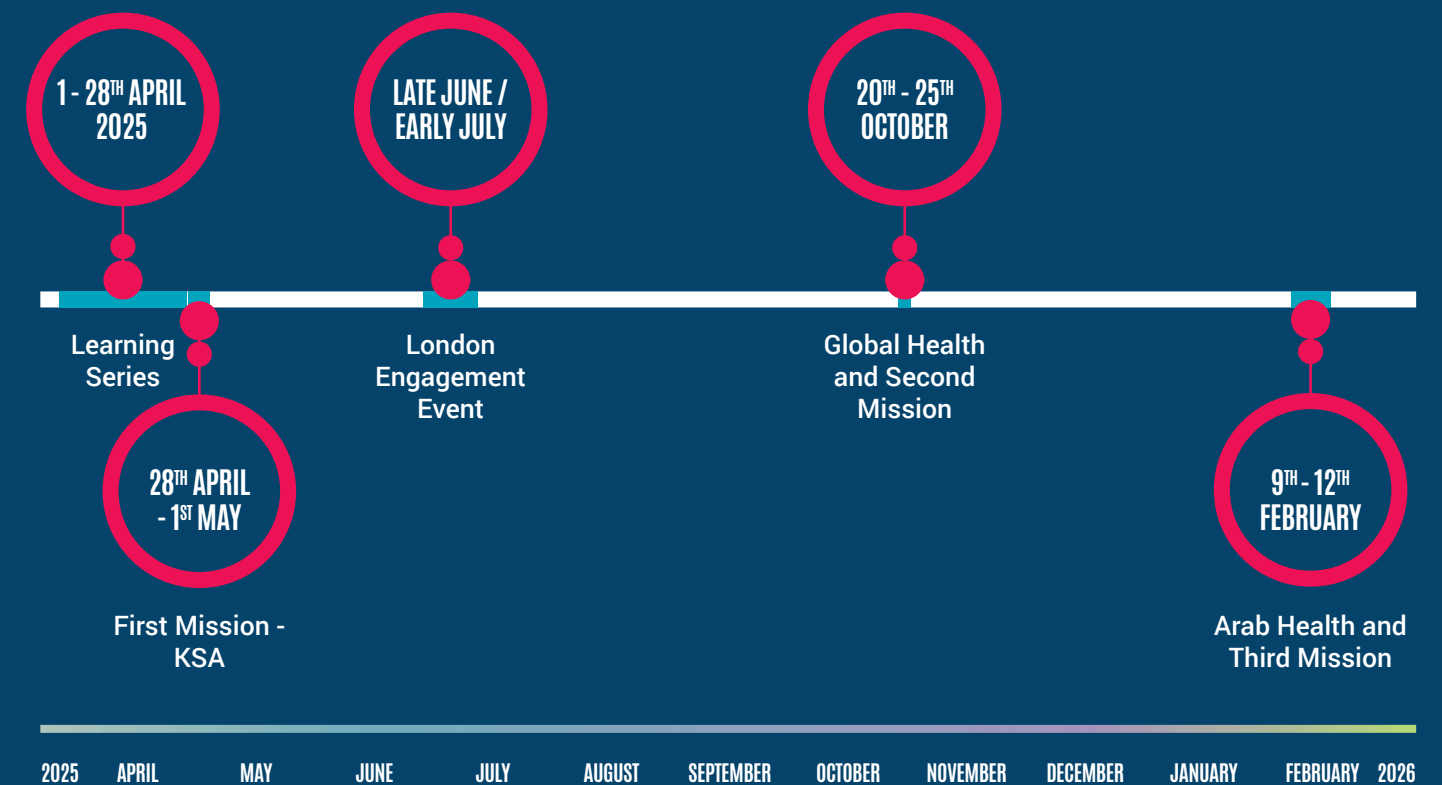 1 - 28TH APRIL
2025
LATE JUNE /
EARLY JULY
20TH - 25TH
OCTOBER
Learning
Series
London
Engagement
Event
Global Health
and Second
Mission
28TH APRIL
- 1ST MAY
9TH - 12TH
FEBRUARY
First Mission -
KSA
Arab Health and
Third Mission
2025 APRIL MAY JUNE JULY AUGUST SEPTEMBER OCTOBER NOVEMBER DECEMBER JANUARY FEBRUARY 2026